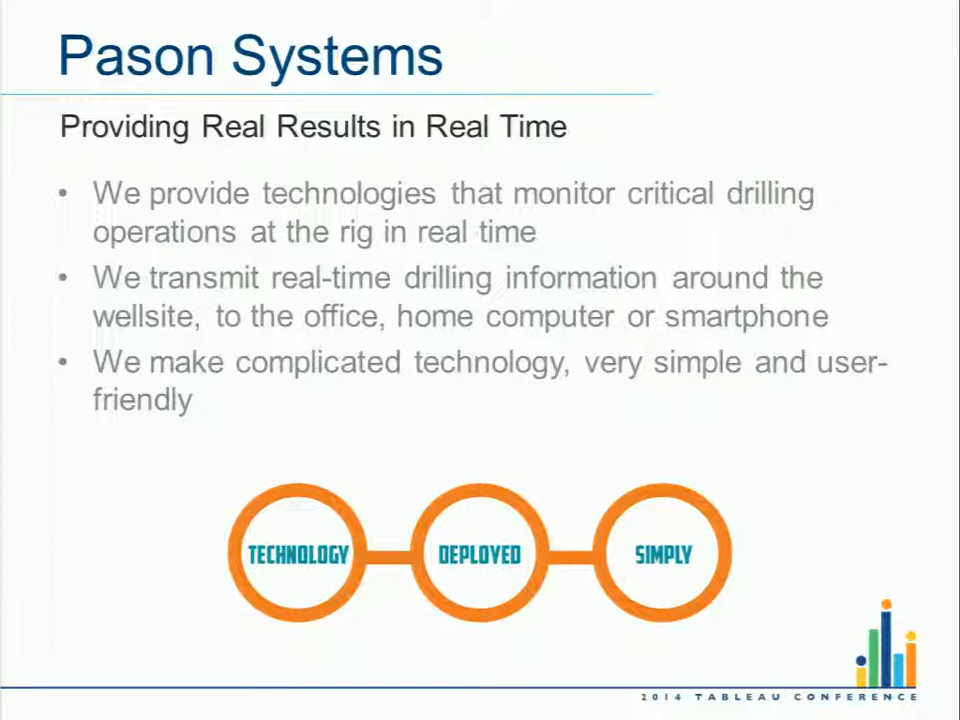 Pason Systems
Providing Real Results in Real Time
• We provide technologies that monitor critical drilling
operations at the rig in real time
• We transmit real-time drilling information around the
wellsite, to the office, home computer or smartphone
• We make complicated technology, very simple and user-
friendly
TECHNOLOGY DEPLOYED SIMPLY
2014 TABLEAU CONFERENCE